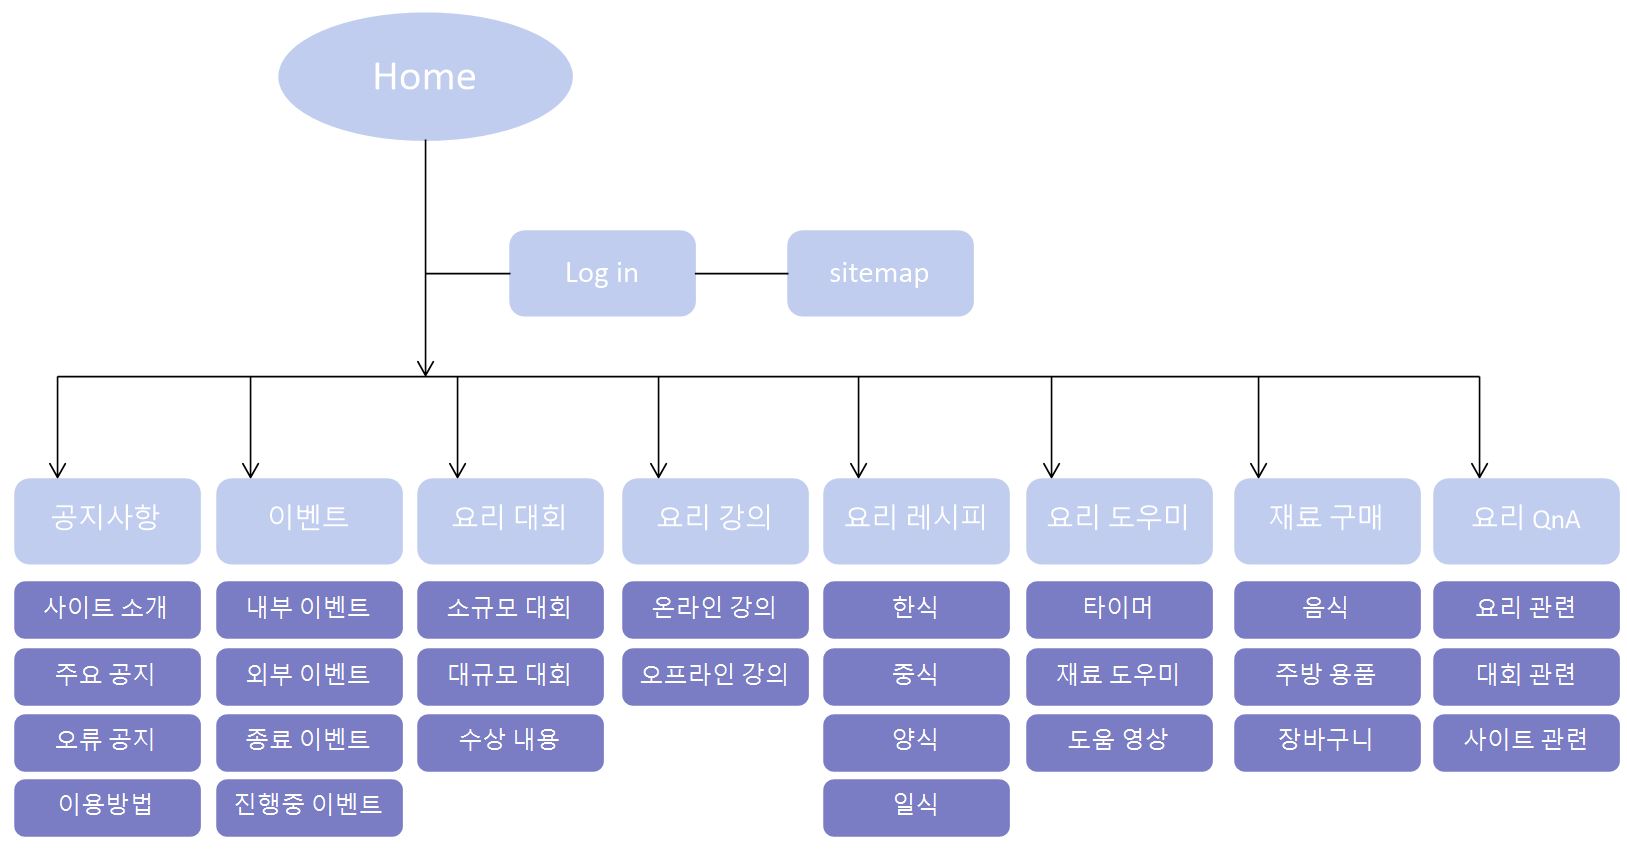 Home
Log in
sitemap
공지사항
이벤트
요리 대회
요리 강의
요리 레시피
요리 도우미
재료 구매
요리 QnA
사이트 소개
내부 이벤트
소규모 대회
온라인 강의
한식
타이머
음식
요리 관련
주요 공지
외부 이벤트
대규모 대회
오프라인 강의
중식
재료 도우미
주방 용품
대회 관련
오류 공지
종료 이벤트
수상 내용
양식
도움 영상
장바구니
사이트 관련
이용방법
진행중 이벤트
일식